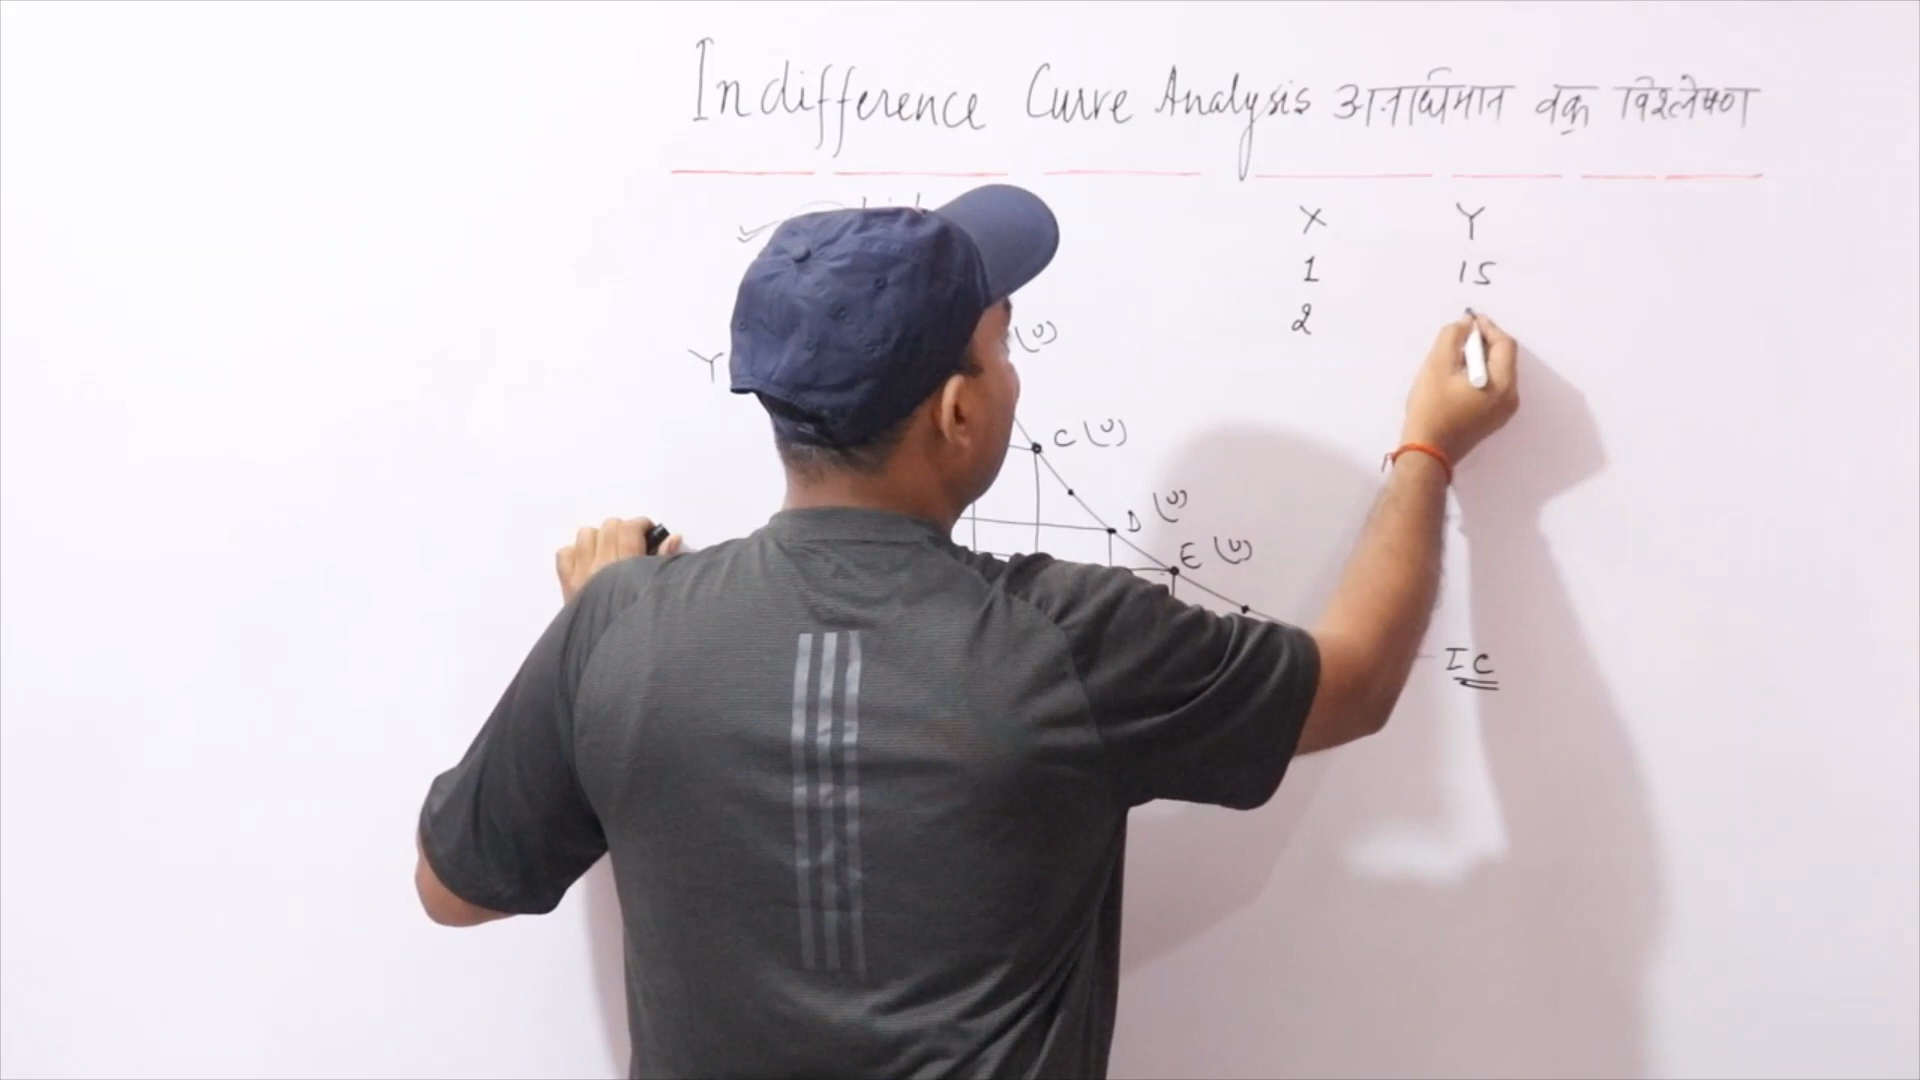 Indifference Curve Analysis अनधिमान वक्र विश्लेषण
X Y
1 15
2
Y (U)
C (U)
D (U)
E (U)
IC